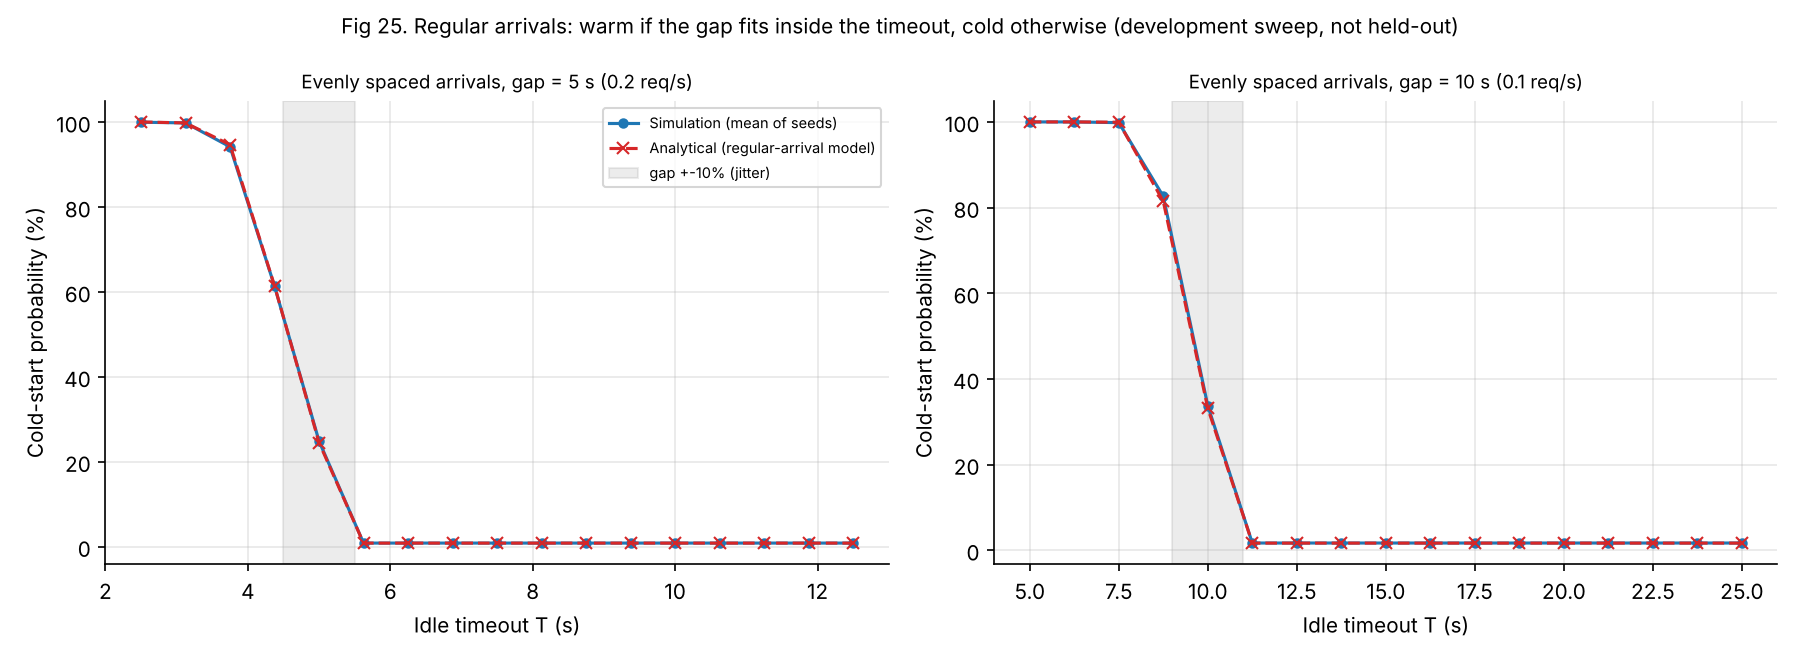 Fig 25. Regular arrivals: warm if the gap fits inside the timeout, cold otherwise (development sweep, not held-out)
Evenly spaced arrivals, gap = 5 s (0.2 req/s)
Cold-start probability (%)
100
80
60
40
20
0
Simulation (mean of seeds)
Analytical (regular-arrival model)
gap +-10% (jitter)
2 4 6 8 10 12
Idle timeout T (s)
Evenly spaced arrivals, gap = 10 s (0.1 req/s)
Cold-start probability (%)
100
80
60
40
20
0
5.0 7.5 10.0 12.5 15.0 17.5 20.0 22.5 25.0
Idle timeout T (s)